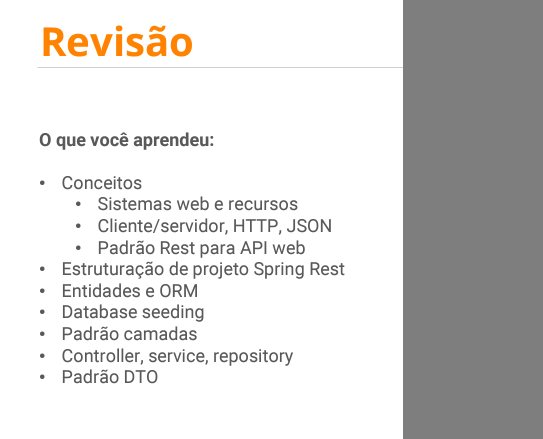 Revisão
O que você aprendeu:
• Conceitos
• Sistemas web e recursos
• Cliente/servidor, HTTP, JSON
• Padrão Rest para API web
• Estruturação de projeto Spring Rest
• Entidades e ORM
• Database seeding
• Padrão camadas
• Controller, service, repository
• Padrão DTO